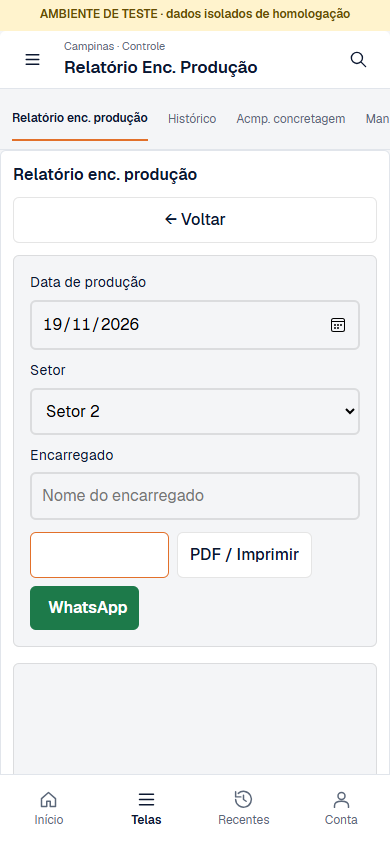 AMBIENTE DE TESTE · dados isolados de homologação
Campinas · Controle
Relatório Enc. Produção
Relatório enc. produção Histórico Acmp. concretagem Man
Relatório enc. produção
← Voltar
Data de produção
19/11/2026
Setor
Setor 2
Encarregado
Nome do encarregado
PDF / Imprimir
WhatsApp
Início Telas Recentes Conta